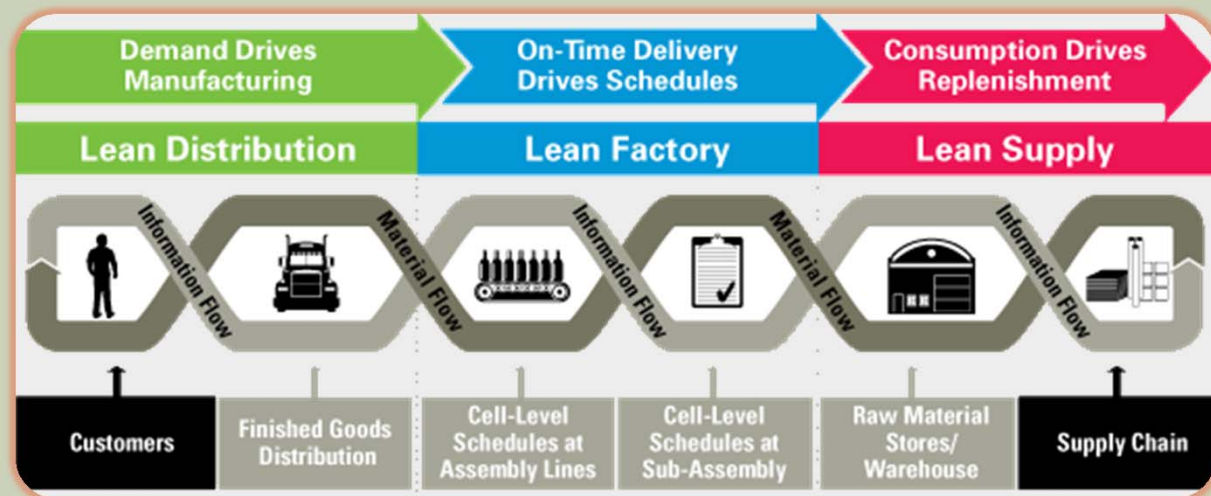 Demand Drives
Manufacturing
On-Time Delivery
Drives Schedules
Consumption Drives
Replenishment
Lean Distribution
Lean Factory
Lean Supply
Information Flow
Material Flow
Information Flow
Material Flow
Information Flow
Customers
Finished Goods
Distribution
Cell-Level
Schedules at
Assembly Lines
Cell-Level
Schedules at
Sub-Assembly
Raw Material
Stores/
Warehouse
Supply Chain